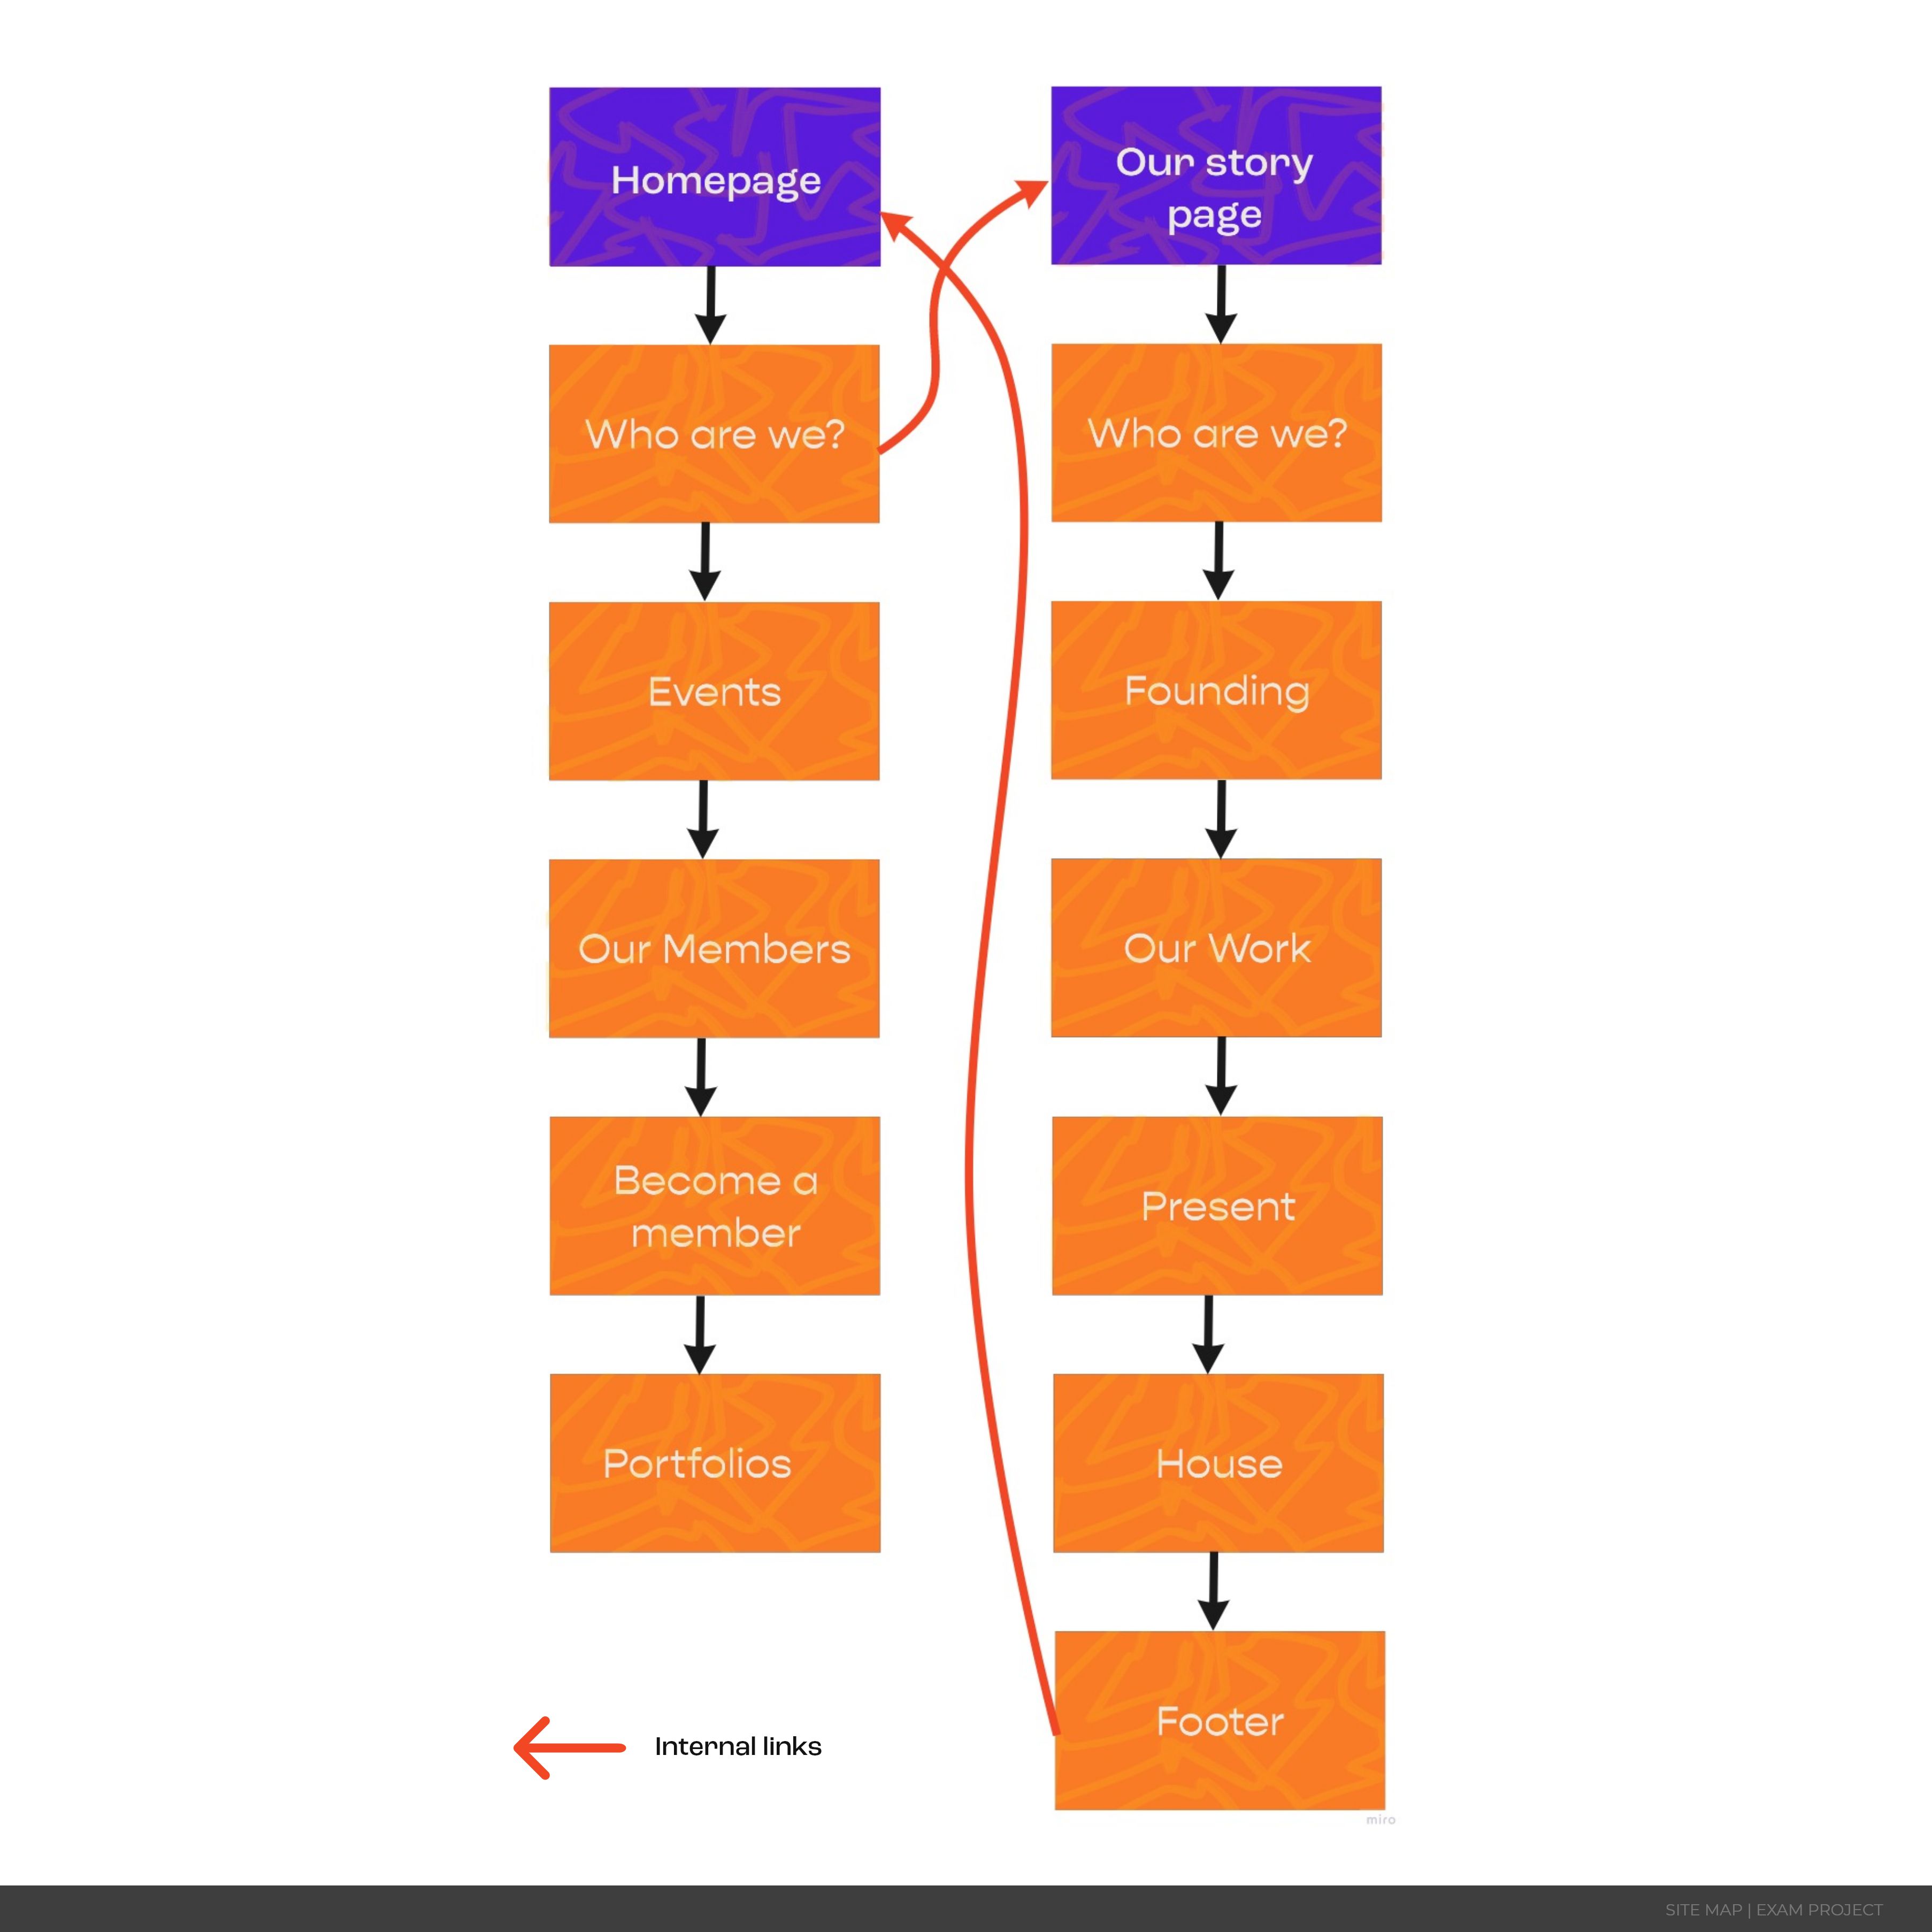 Homepage
Who are we?
Events
Our Members
Become a
member
Portfolios
Our story
page
Who are we?
Founding
Our Work
Present
House
Footer
Internal links
miro
SITE MAP | EXAM PROJECT